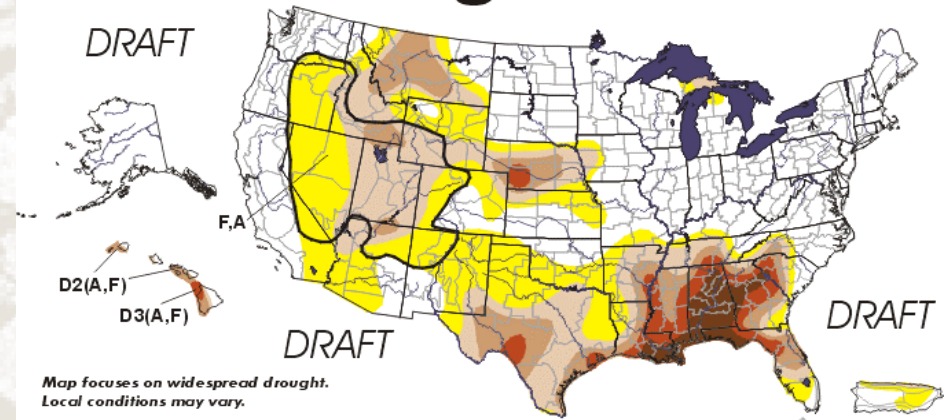 DRAFT
F,A
D2(A,F)
D3(A,F)
DRAFT
DRAFT
Map focuses on widespread drought.
Local conditions may vary.